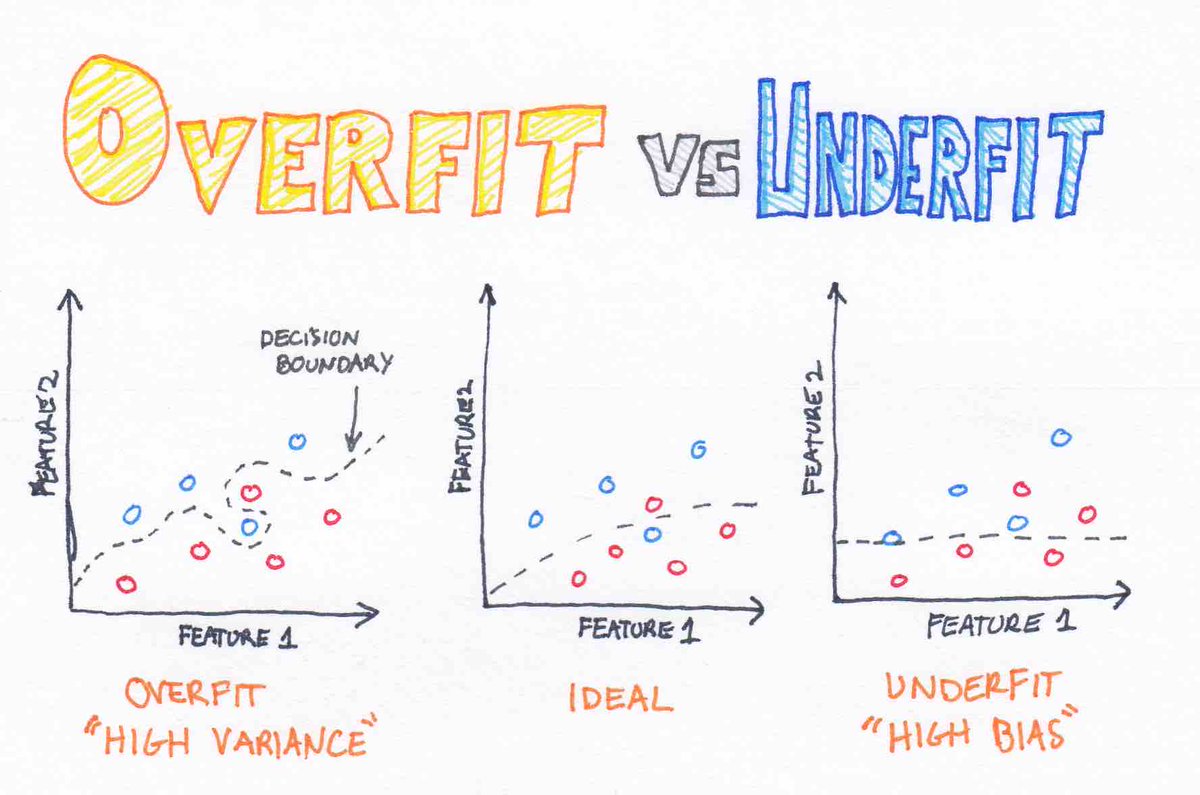 OVERFIT VS UNDERFIT
DECISION
BOUNDARY
FEATURE 2
FEATURE 1
OVERFIT
"HIGH VARIANCE"
FEATURE 2
FEATURE 1
IDEAL
FEATURE 2
FEATURE 1
UNDERFIT
"HIGH BIAS"